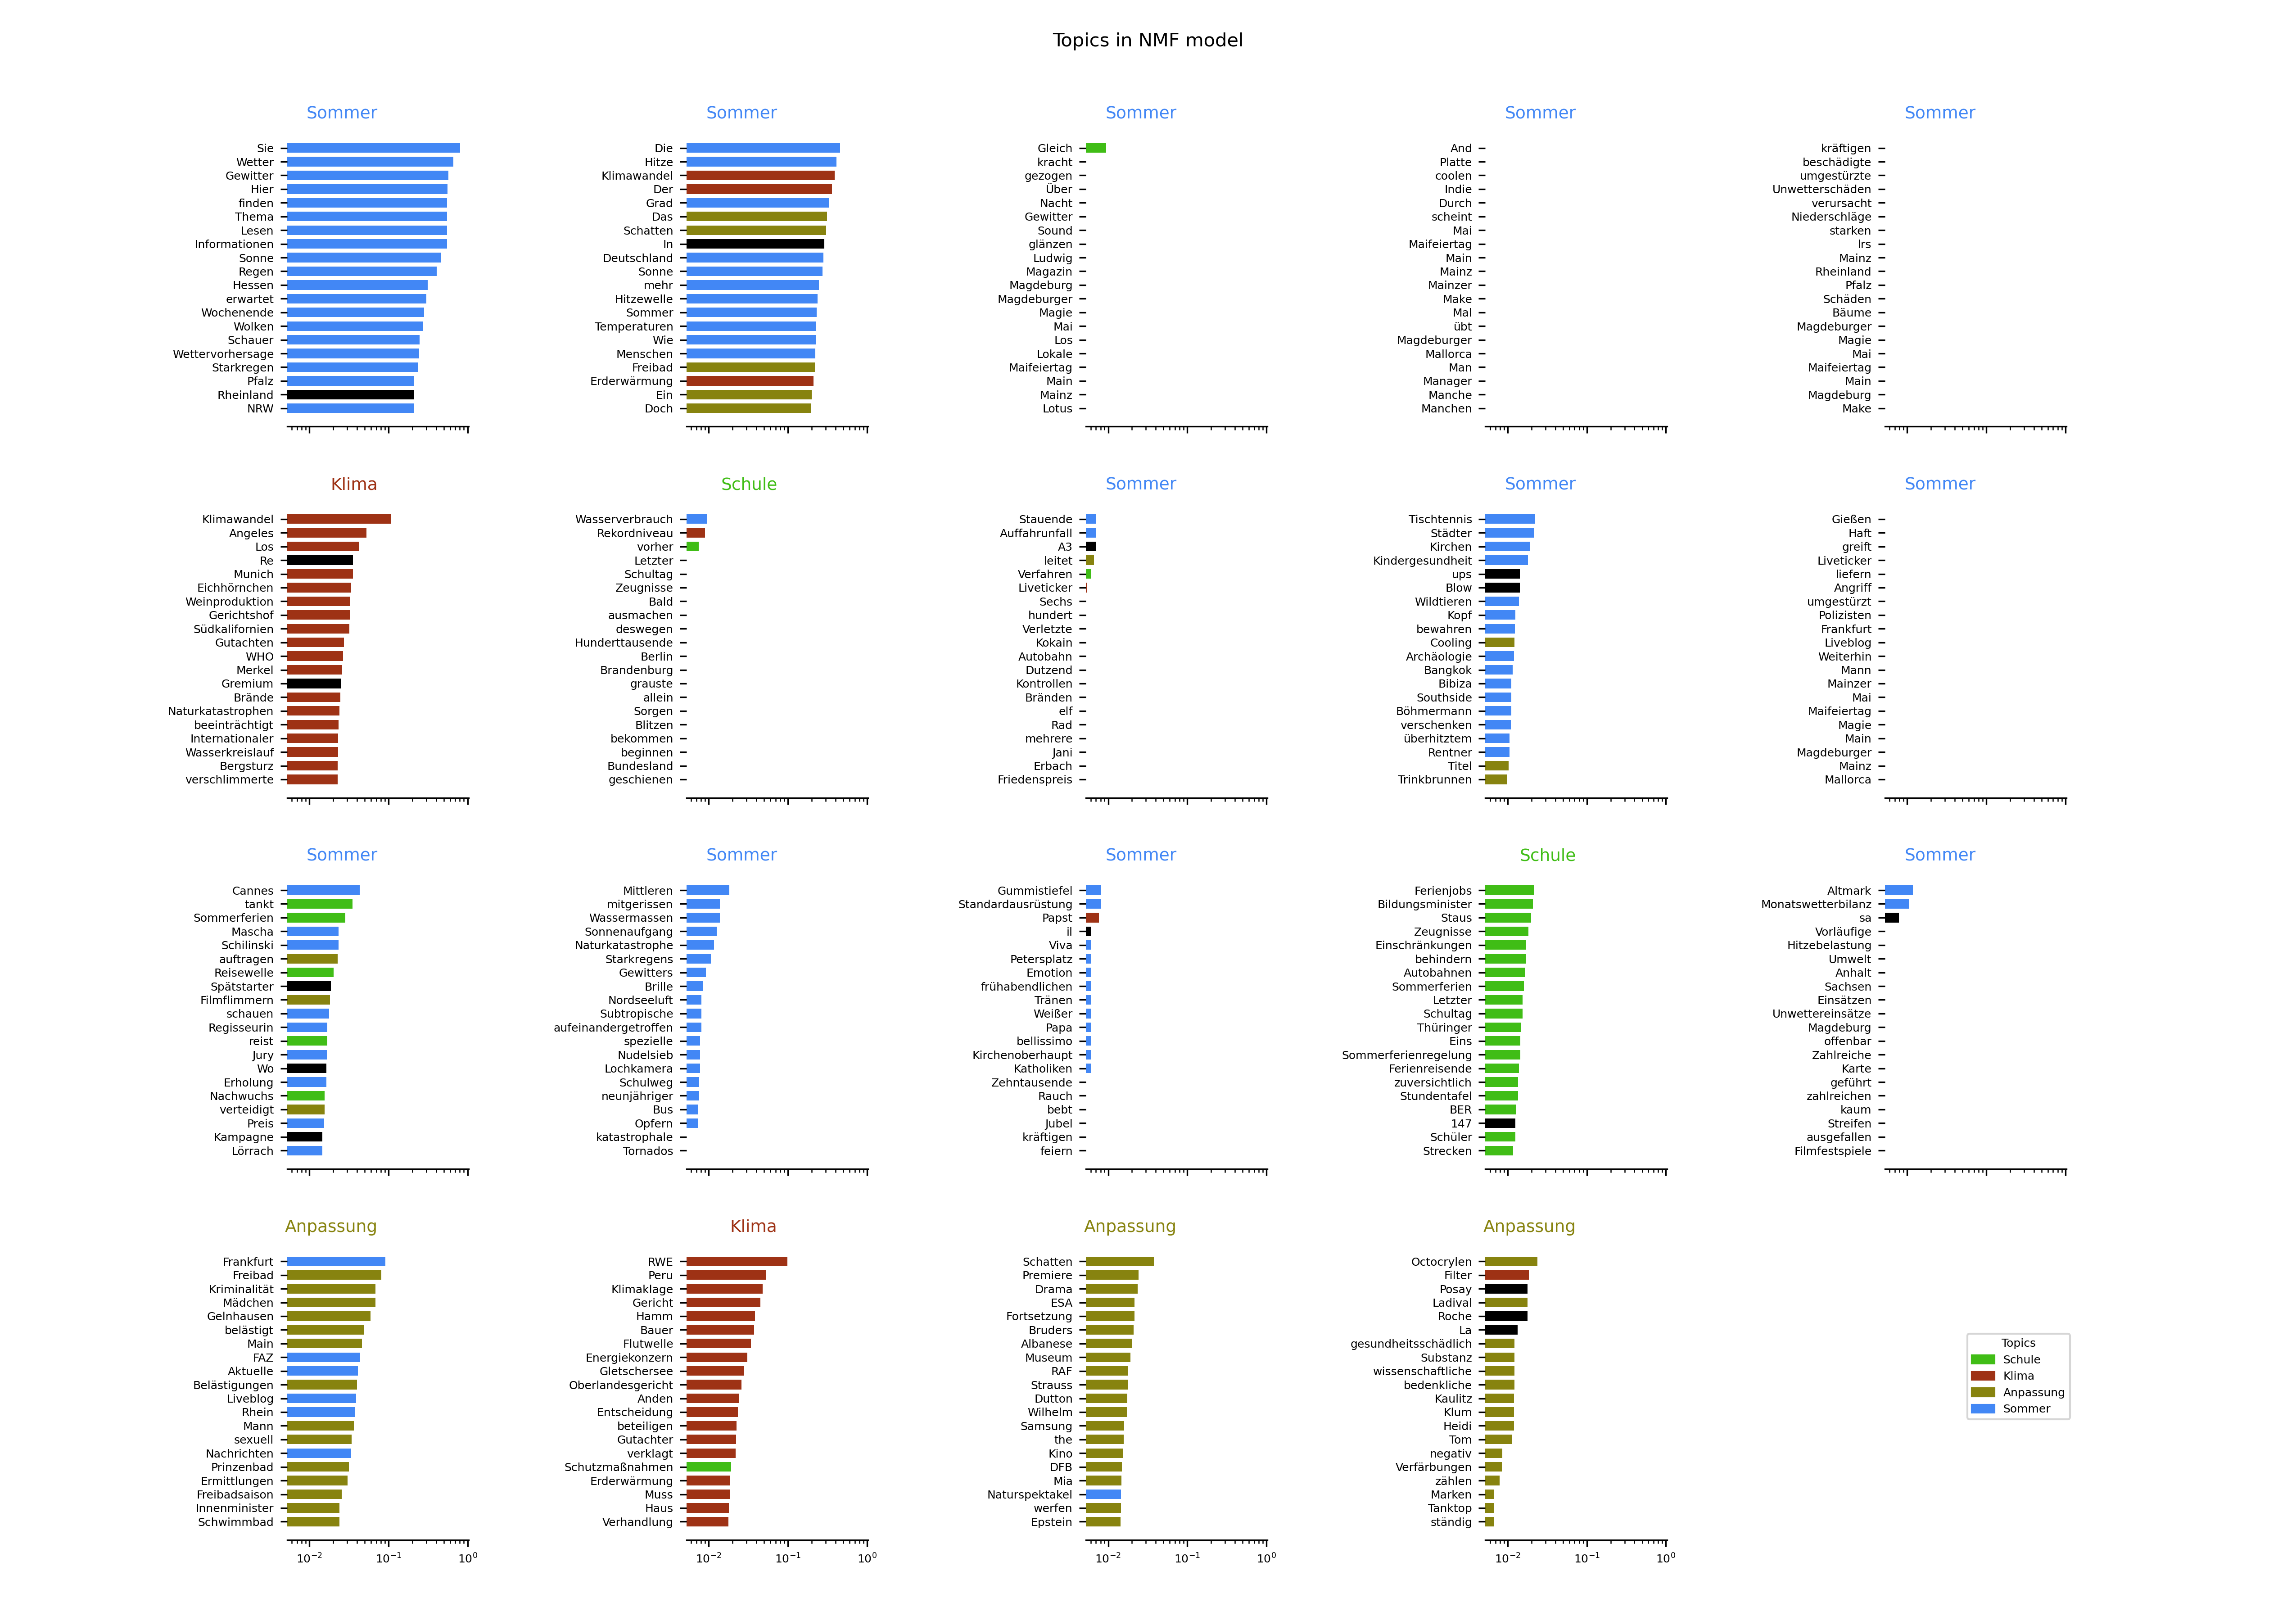 Topics in NMF model
Sommer
Sie
Wetter
Gewitter
Hier
finden
Thema
Lesen
Informationen
Sonne
Regen
Hessen
erwartet
Wochenende
Wolken
Schauer
Wettervorhersage
Starkregen
Pfalz
Rheinland
NRW
Sommer
Die
Hitze
Klimawandel
Der
Grad
Das
Schatten
In
Deutschland
Sonne
mehr
Hitzewelle
Sommer
Temperaturen
Wie
Menschen
Freibad
Erderwärmung
Ein
Doch
Sommer
Gleich
kracht
gezogen
Über
Nacht
Gewitter
Sound
glänzen
Ludwig
Magazin
Magdeburg
Magdeburger
Magie
Mai
Los
Lokale
Maifeiertag
Main
Mainz
Lotus
Sommer
And
Platte
coolen
Indie
Durch
scheint
Mai
Maifeiertag
Main
Mainz
Mainzer
Make
Mal
übt
Magdeburger
Mallorca
Man
Manager
Manche
Manchen
Sommer
kräftigen
beschädigte
umgestürzte
Unwetterschäden
verursacht
Niederschläge
starken
lrs
Mainz
Rheinland
Pfalz
Schäden
Bäume
Magdeburger
Magie
Mai
Maifeiertag
Main
Magdeburg
Make
Klima
Klimawandel
Angeles
Los
Re
Munich
Eichhörnchen
Weinproduktion
Gerichtshof
Südkalifornien
Gutachten
WHO
Merkel
Gremium
Brände
Naturkatastrophen
beeinträchtigt
Internationaler
Wasserkreislauf
Bergsturz
verschlimmerte
Schule
Wasserverbrauch
Rekordniveau
vorher
Letzter
Schultag
Zeugnisse
Bald
ausmachen
deswegen
Hunderttausende
Berlin
Brandenburg
grauste
allein
Sorgen
Blitzen
bekommen
beginnen
Bundesland
geschienen
Sommer
Stauende
Auffahrunfall
A3
leitet
Verfahren
Liveticker
Sechs
hundert
Verletzte
Kokain
Autobahn
Dutzend
Kontrollen
Bränden
elf
Rad
mehrere
Jani
Erbach
Friedenspreis
Sommer
Tischtennis
Städter
Kirchen
Kindergesundheit
ups
Blow
Wildtieren
Kopf
bewahren
Cooling
Archäologie
Bangkok
Bibiza
Southside
Böhmermann
verschenken
überhitztem
Rentner
Titel
Trinkbrunnen
Sommer
Gießen
Haft
greift
Liveticker
liefern
Angriff
umgestürzt
Polizisten
Frankfurt
Liveblog
Weiterhin
Mann
Mainzer
Mai
Maifeiertag
Magie
Main
Magdeburger
Mainz
Mallorca
Sommer
Cannes
tankt
Sommerferien
Mascha
Schilinski
auftragen
Reisewelle
Spätstarter
Filmflimmern
schauen
Regisseurin
reist
Jury
Wo
Erholung
Nachwuchs
verteidigt
Preis
Kampagne
Lörrach
Sommer
Mittleren
mitgerissen
Wassermassen
Sonnenaufgang
Naturkatastrophe
Starkregens
Gewitters
Brille
Nordseeluft
Subtropische
aufeinandergetroffen
spezielle
Nudelsieb
Lochkamera
Schulweg
neunjähriger
Bus
Opfern
katastrophale
Tornados
Sommer
Gummistiefel
Standardausrüstung
Papst
il
Viva
Petersplatz
Emotion
frühabendlichen
Tränen
Weißer
Papa
bellissimo
Kirchenoberhaupt
Katholiken
Zehntausende
Rauch
bebt
Jubel
kräftigen
feiern
Schule
Ferienjobs
Bildungsminister
Staus
Zeugnisse
Einschränkungen
behindern
Autobahnen
Sommerferien
Letzter
Schultag
Thüringer
Eins
Sommerferienregelung
Ferienreisende
zuversichtlich
Stundentafel
BER
147
Schüler
Strecken
Sommer
Altmark
Monatswetterbilanz
sa
Vorläufige
Hitzebelastung
Umwelt
Anhalt
Sachsen
Einsätzen
Unwettereinsätze
Magdeburg
offenbar
Zahlreiche
Karte
geführt
zahlreichen
kaum
Streifen
ausgefallen
Filmfestspiele
Anpassung
Frankfurt
Freibad
Kriminalität
Mädchen
Gelnhausen
belästigt
Main
FAZ
Aktuelle
Belästigungen
Liveblog
Rhein
Mann
sexuell
Nachrichten
Prinzenbad
Ermittlungen
Freibadsaison
Innenminister
Schwimmbad
10⁻² 10⁻¹ 10⁰
Klima
RWE
Peru
Klimaklage
Gericht
Hamm
Bauer
Flutwelle
Energiekonzern
Gletschersee
Oberlandesgericht
Anden
Entscheidung
beteiligen
Gutachter
verklagt
Schutzmaßnahmen
Erderwärmung
Muss
Haus
Verhandlung
10⁻² 10⁻¹ 10⁰
Anpassung
Schatten
Premiere
Drama
ESA
Fortsetzung
Bruders
Albanese
Museum
RAF
Strauss
Dutton
Wilhelm
Samsung
the
Kino
DFB
Mia
Naturspektakel
werfen
Epstein
10⁻² 10⁻¹ 10⁰
Anpassung
Octocrylen
Filter
Posay
Ladival
Roche
La
gesundheitsschädlich
Substanz
wissenschaftliche
bedenkliche
Kaulitz
Klum
Heidi
Tom
negativ
Verfärbungen
zählen
Marken
Tanktop
ständig
10⁻² 10⁻¹ 10⁰
Topics
Schule
Klima
Anpassung
Sommer